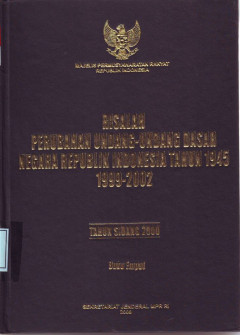 MAJELIS PERMUSYAWARATAN RAKYAT
REPUBLIK INDONESIA
RISALAH
PERUBAHAN UNDANG-UNDANG DASAR
NEGARA REPUBLIK INDONESIA TAHUN 1945
1999-2002
TAHUN SIDANG 2000
Buku Empat
SEKRETARIAT JENDERAL MPR RI